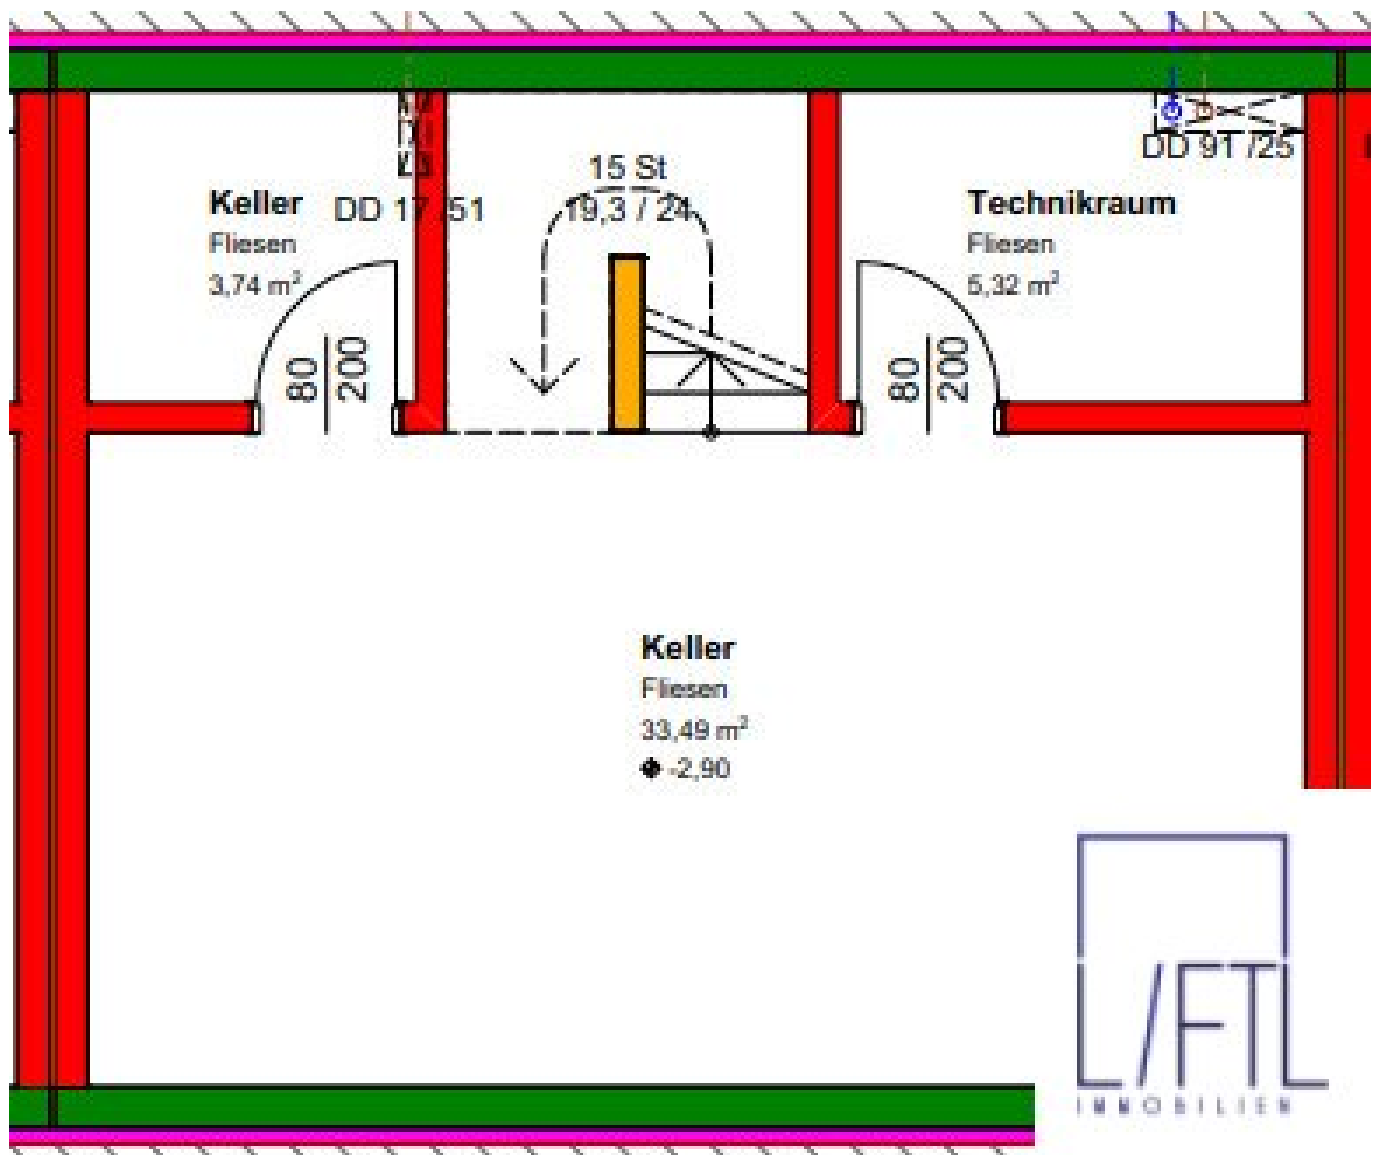 DD 91 /25
15 St
19,3 / 24
Keller
Fliesen
3,74 m²
DD 17 /51
Technikraum
Fliesen
5,32 m²
80
200
80
200
Keller
Fliesen
33,49 m²
-2,90
L/FTL
IMMOBILIEN